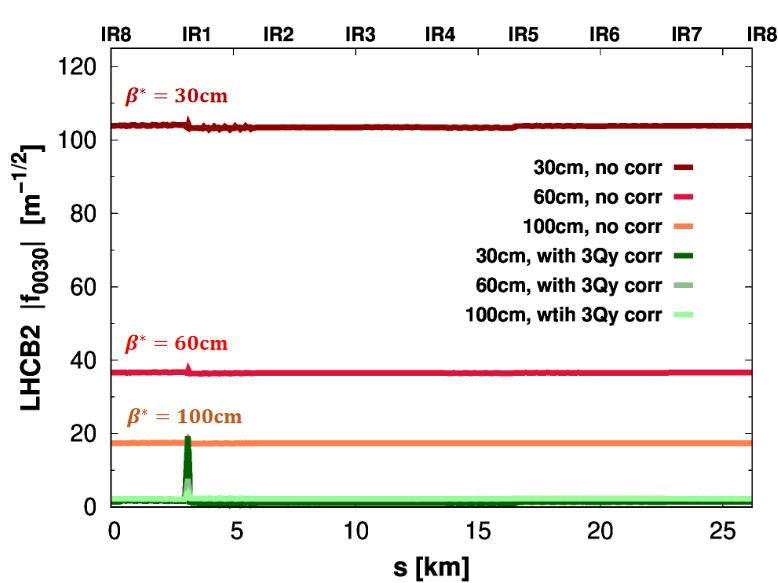 IR8 IR1 IR2 IR3 IR4 IR5 IR6 IR7 IR8
120
β* = 30cm
100
30cm, no corr
80
60cm, no corr
100cm, no corr
60
30cm, with 3Qy corr
60cm, with 3Qy corr
100cm, wtih 3Qy corr
β* = 60cm
40
β* = 100cm
20
0
LHCB2 |f0030| [m−1/2]
0 5 10 15 20 25
s [km]